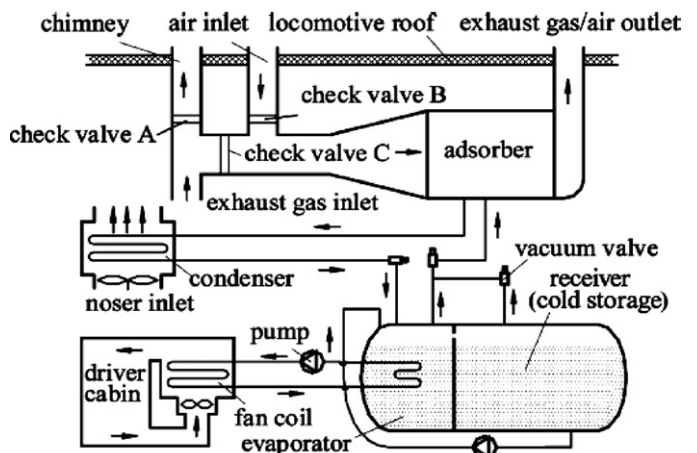 chimney
air inlet
locomotive roof
exhaust gas/air outlet
check valve B
check valve A
check valve C
adsorber
exhaust gas inlet
condenser
noser inlet
vacuum valve
receiver
(cold storage)
pump
driver
cabin
fan coil
evaporator